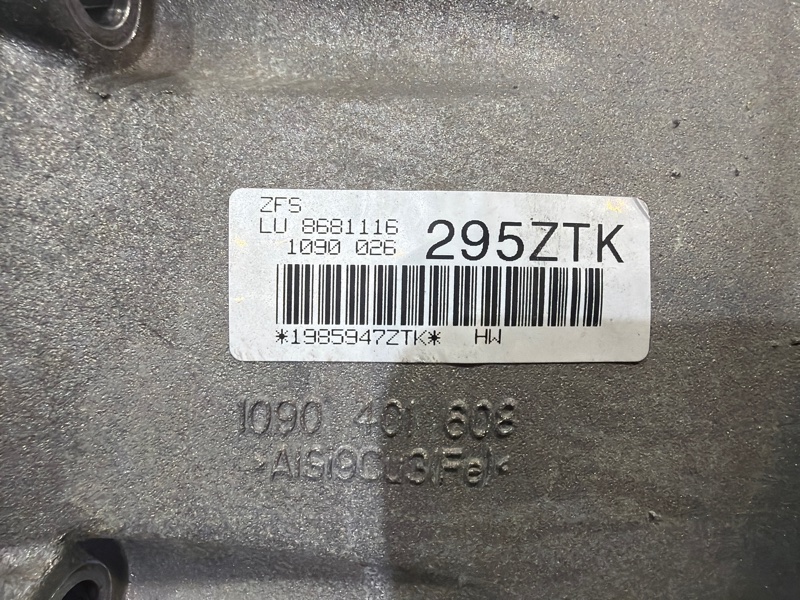 ZFS
LU 8681116
1090 026
295ZTK
*1985947ZTK* HW
1090 401 608
>AlSi9Cu3(Fe)<